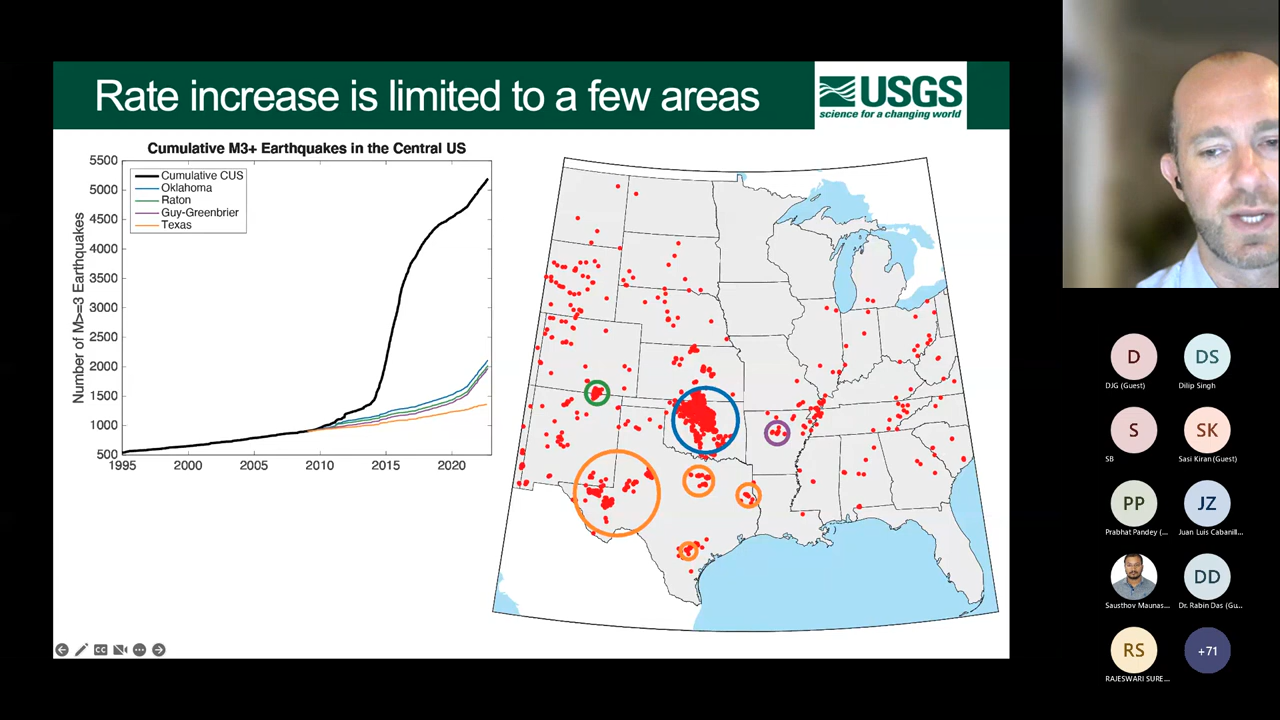 Rate increase is limited to a few areas
USGS
science for a changing world
Cumulative M3+ Earthquakes in the Central US
Number of M>=3 Earthquakes
5500
5000
4500
4000
3500
3000
2500
2000
1500
1000
500
1995
2000
2005
2010
2015
2020
Cumulative CUS
Oklahoma
Raton
Guy-Greenbrier
Texas
CC
D
DJG (Guest)
DS
Dilip Singh
S
SB
SK
Sasi Kiran (Guest)
PP
Prabhat Pandey (...
JZ
Juan Luis Cabanill...
Sausthov Maunas...
DD
Dr. Rabin Das (Gu...
RS
RAJESWARI SURE...
+71